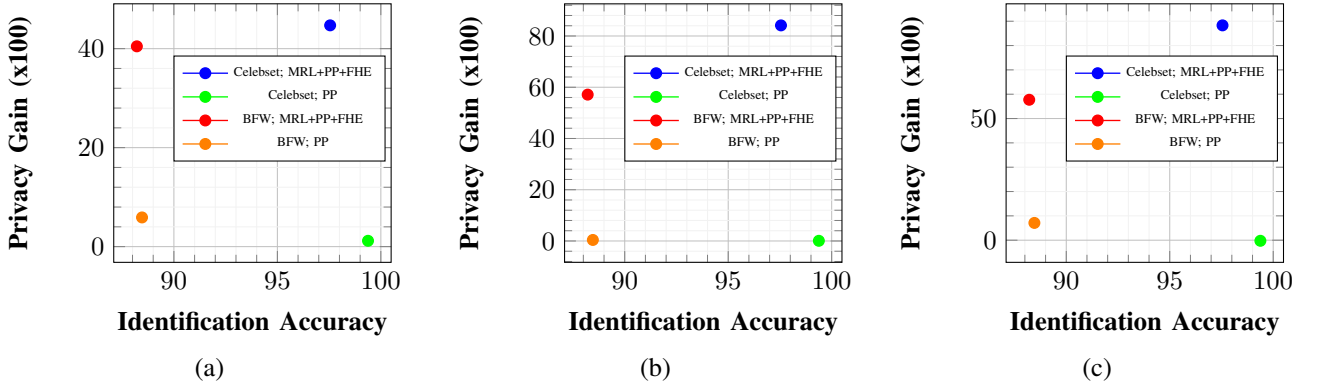 Privacy Gain (x100)
40
20
0
Celebset; MRL+PP+FHE
Celebset; PP
BFW; MRL+PP+FHE
BFW; PP
90 95 100
Identification Accuracy
(a)
Privacy Gain (x100)
80
60
40
20
0
Celebset; MRL+PP+FHE
Celebset; PP
BFW; MRL+PP+FHE
BFW; PP
90 95 100
Identification Accuracy
(b)
Privacy Gain (x100)
50
0
Celebset; MRL+PP+FHE
Celebset; PP
BFW; MRL+PP+FHE
BFW; PP
90 95 100
Identification Accuracy
(c)